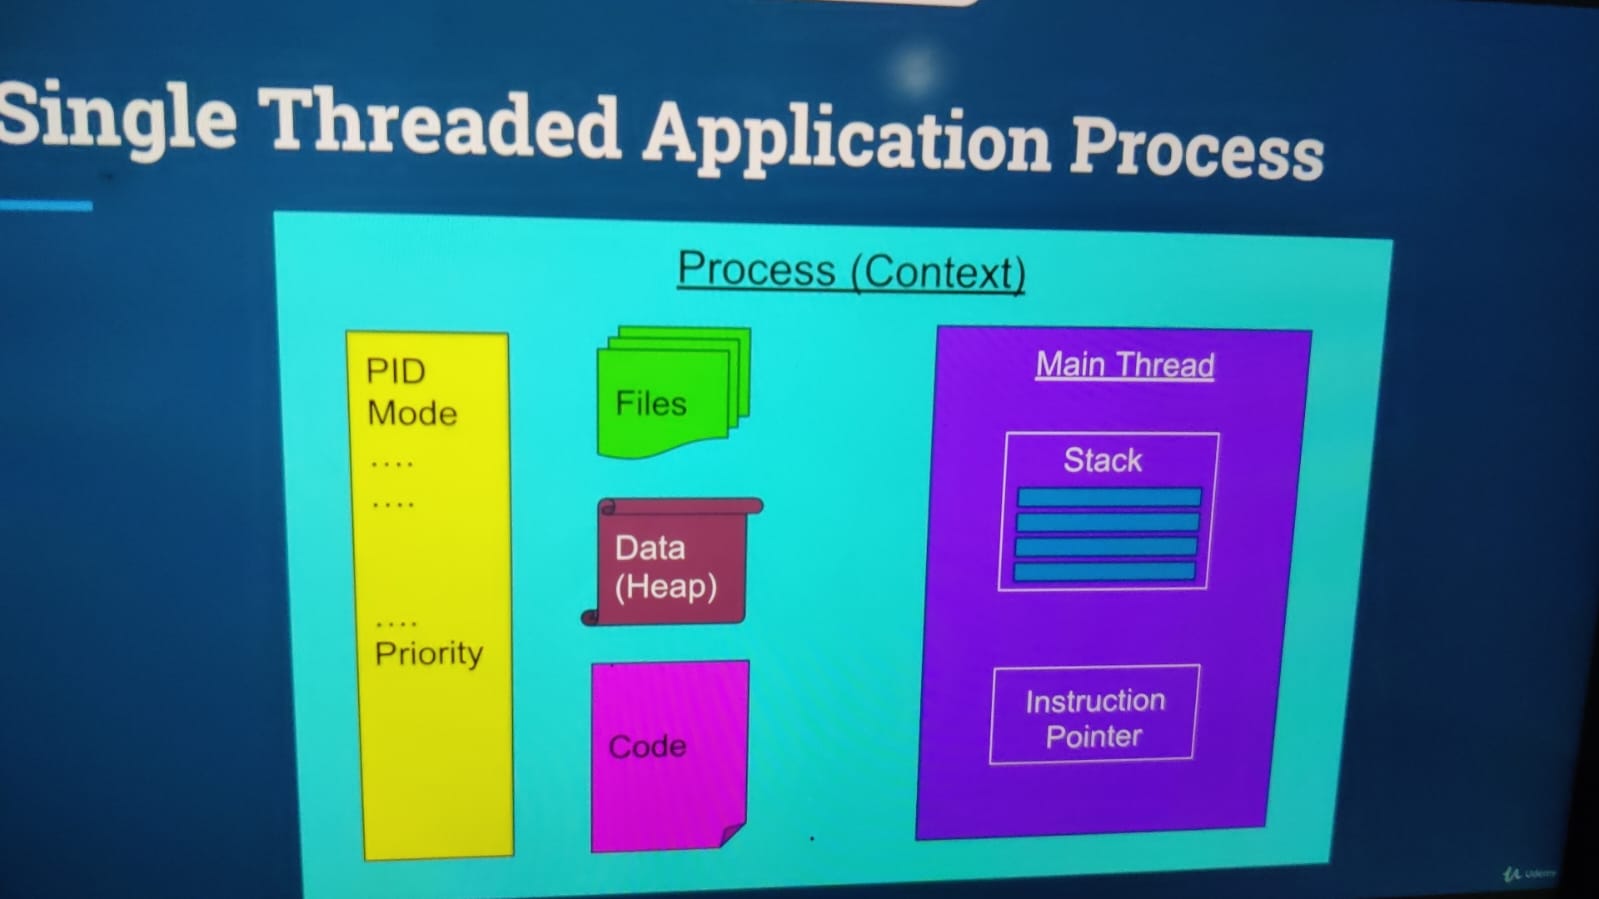 Single Threaded Application Process
Process (Context)
PID
Mode
....
....
....
Priority
Files
Data
(Heap)
Code
Main Thread
Stack
Instruction
Pointer
Udemy